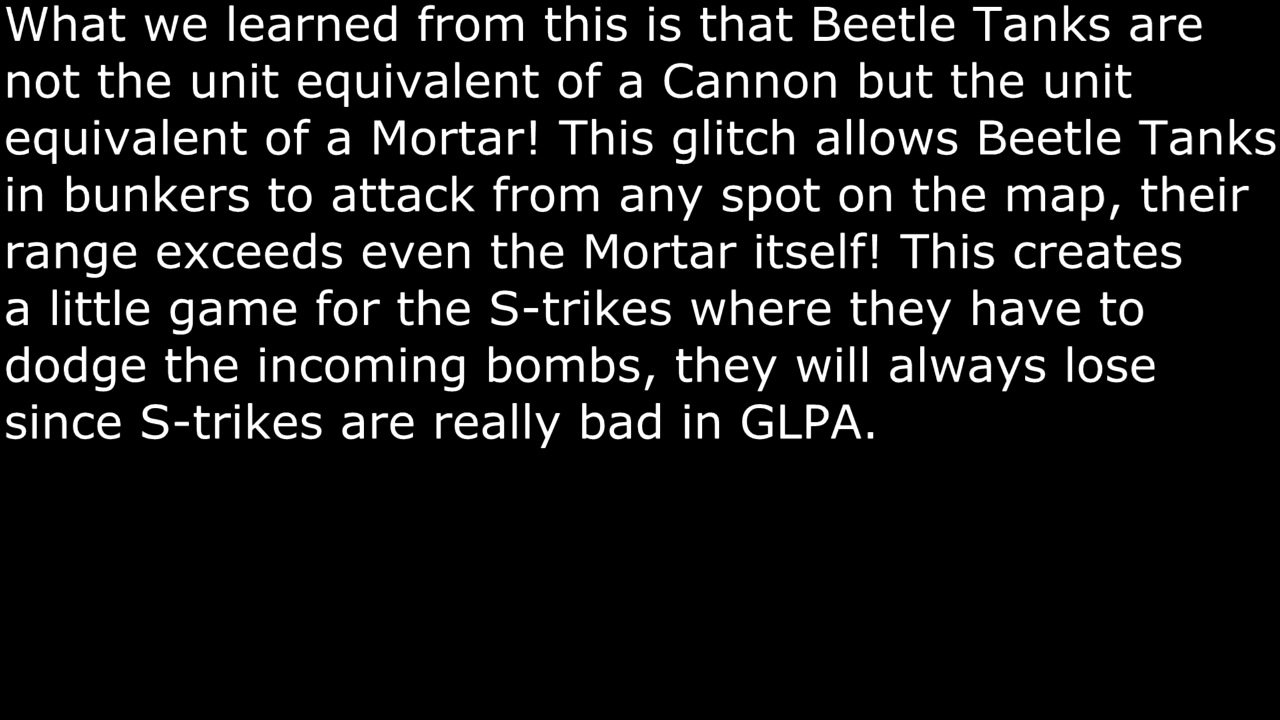 What we learned from this is that Beetle Tanks are
not the unit equivalent of a Cannon but the unit
equivalent of a Mortar! This glitch allows Beetle Tanks
in bunkers to attack from any spot on the map, their
range exceeds even the Mortar itself! This creates
a little game for the S-trikes where they have to
dodge the incoming bombs, they will always lose
since S-trikes are really bad in GLPA.